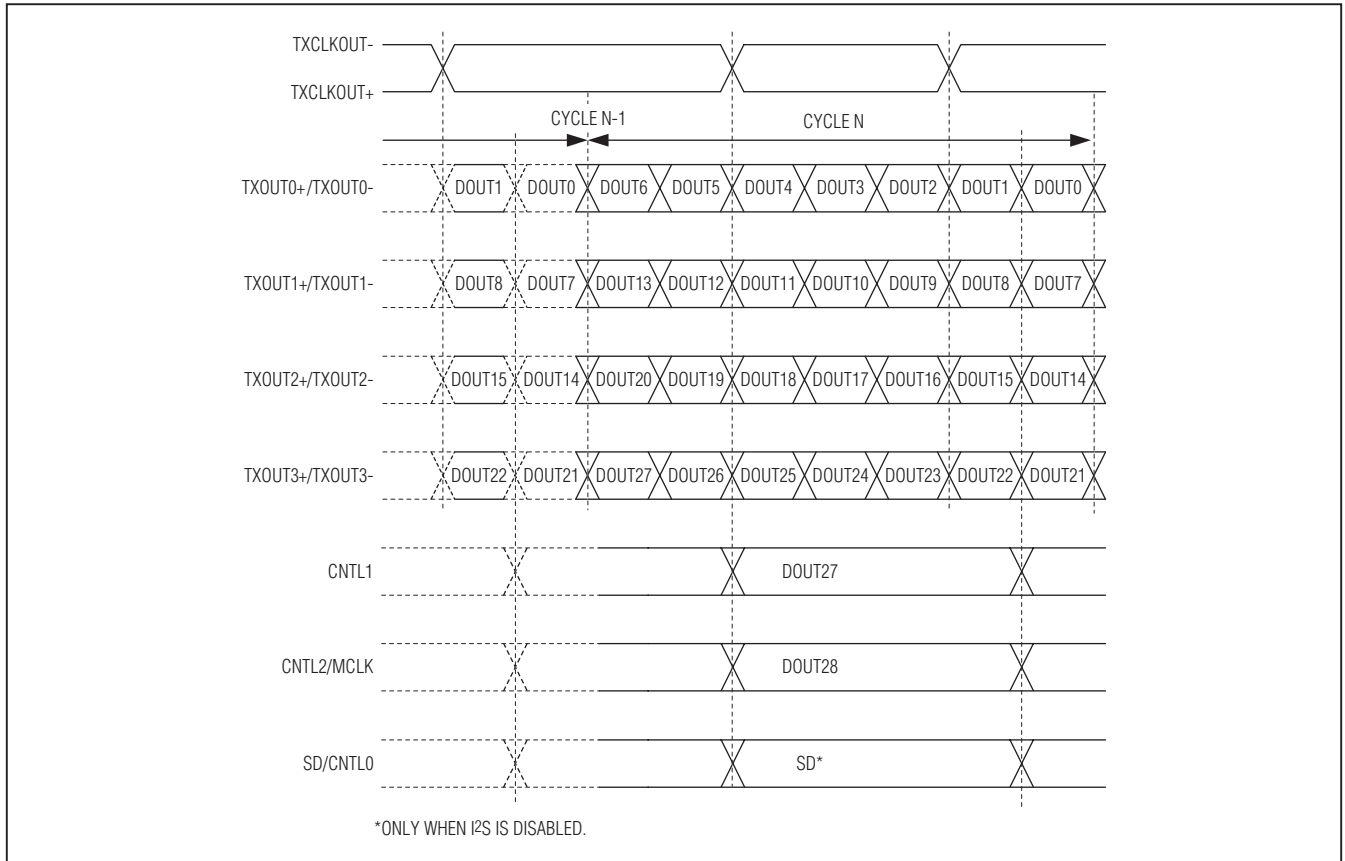 TXCLKOUT-
TXCLKOUT+
CYCLE N-1 CYCLE N
TXOUT0+/TXOUT0- DOUT1 DOUT0 DOUT6 DOUT5 DOUT4 DOUT3 DOUT2 DOUT1 DOUT0
TXOUT1+/TXOUT1- DOUT8 DOUT7 DOUT13 DOUT12 DOUT11 DOUT10 DOUT9 DOUT8 DOUT7
TXOUT2+/TXOUT2- DOUT15 DOUT14 DOUT20 DOUT19 DOUT18 DOUT17 DOUT16 DOUT15 DOUT14
TXOUT3+/TXOUT3- DOUT22 DOUT21 DOUT27 DOUT26 DOUT25 DOUT24 DOUT23 DOUT22 DOUT21
CNTL1 DOUT27
CNTL2/MCLK DOUT28
SD/CNTL0 SD*
*ONLY WHEN I2S IS DISABLED.